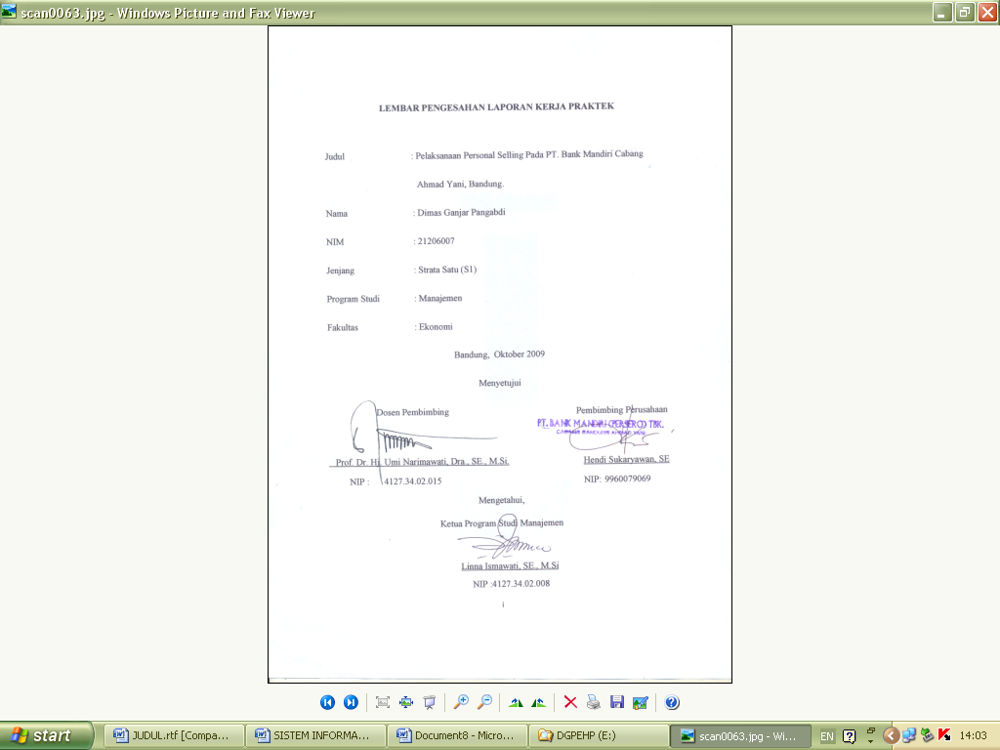 scan0063.jpg - Windows Picture and Fax Viewer
LEMBAR PENGESAHAN LAPORAN KERJA PRAKTEK
Judul : Pelaksanaan Personal Selling Pada PT. Bank Mandiri Cabang
Ahmad Yani, Bandung.
Nama : Dimas Ganjar Pangabdi
NIM : 21206007
Jenjang : Strata Satu (S1)
Program Studi : Manajemen
Fakultas : Ekonomi
Bandung, Oktober 2009
Menyetujui
Dosen Pembimbing Pembimbing Perusahaan
PT. BANK MANDIRI (PERSERO) TBK.
Prof. Dr. Hj. Umi Narimawati, Dra., SE., M.Si. Hendi Sukaryawan, SE
NIP : 4127.34.02.015 NIP: 9960079069
Mengetahui,
Ketua Program Studi Manajemen
Linna Ismawati, SE., M.Si
NIP :4127.34.02.008
i
start JUDUL.rtf [Compa... SISTEM INFORMA... Document8 - Micro... DGPEHP (E:) scan0063.jpg - Wi... EN 14:03